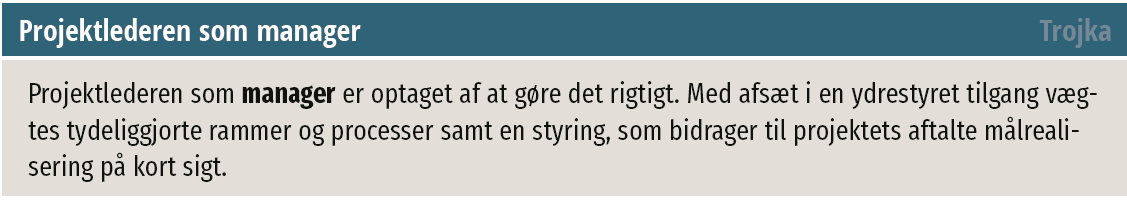 Projektlederen som manager Trojka
Projektlederen som manager er optaget af at gøre det rigtigt. Med afsæt i en ydrestyret tilgang væg-
tes tydeliggjorte rammer og processer samt en styring, som bidrager til projektets aftalte målreali-
sering på kort sigt.